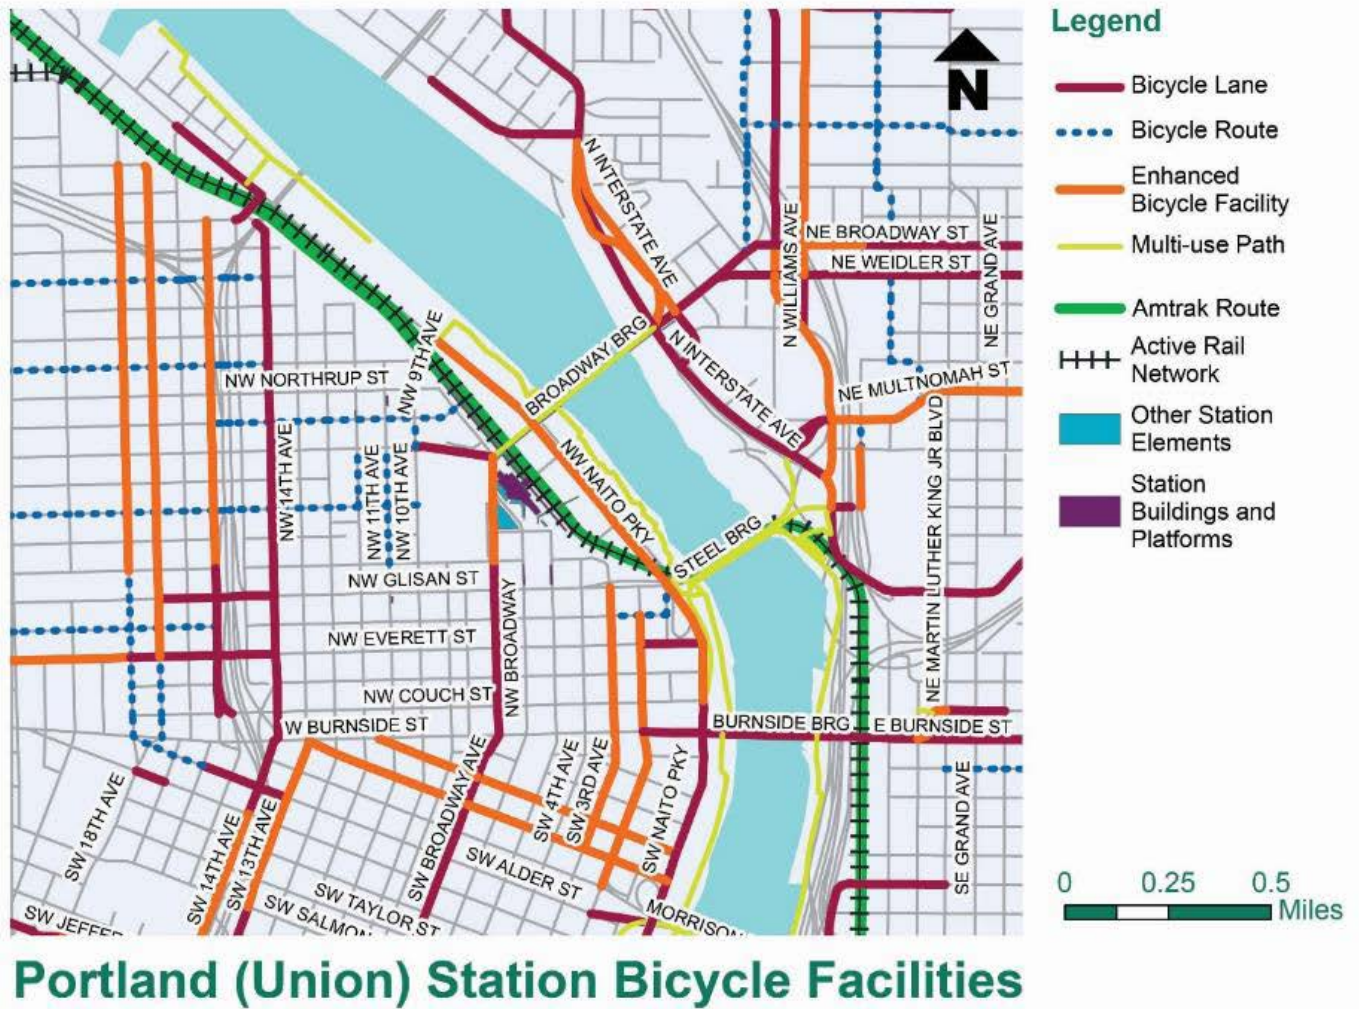 Legend
Bicycle Lane
Bicycle Route
Enhanced
Bicycle Facility
Multi-use Path
Amtrak Route
Active Rail
Network
Other Station
Elements
Station
Buildings and
Platforms
N
N INTERSTATE AVE
N WILLIAMS AVE
NE BROADWAY ST
NE WEIDLER ST
NE GRAND AVE
BROADWAY BRG
N INTERSTATE AVE
NW 9TH AVE
NW NORTHRUP ST
NE MULTNOMAH ST
NW 14TH AVE
NW 11TH AVE
NW 10TH AVE
NW NAITO PKY
NE MARTIN LUTHER KING JR BLVD
STEEL BRG
NW GLISAN ST
NW BROADWAY
NW EVERETT ST
NW COUCH ST
W BURNSIDE ST
BURNSIDE BRG
E BURNSIDE ST
SW 18TH AVE
SW 14TH AVE
SW 13TH AVE
SW BROADWAY AVE
SW 4TH AVE
SW 3RD AVE
SW NAITO PKY
SE GRAND AVE
SW ALDER ST
SW TAYLOR ST
SW SALMON
SW JEFFER
MORRISON
0 0.25 0.5
Miles
Portland (Union) Station Bicycle Facilities